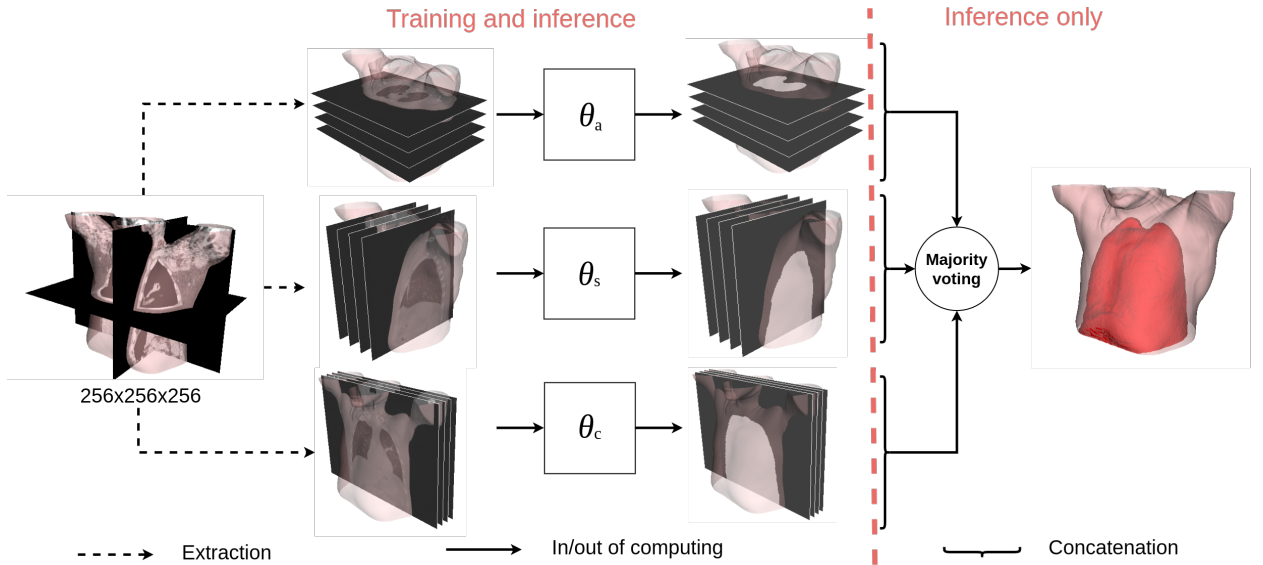 Training and inference
Inference only
θa
θs
Majority
voting
256x256x256
θc
Extraction
In/out of computing
Concatenation